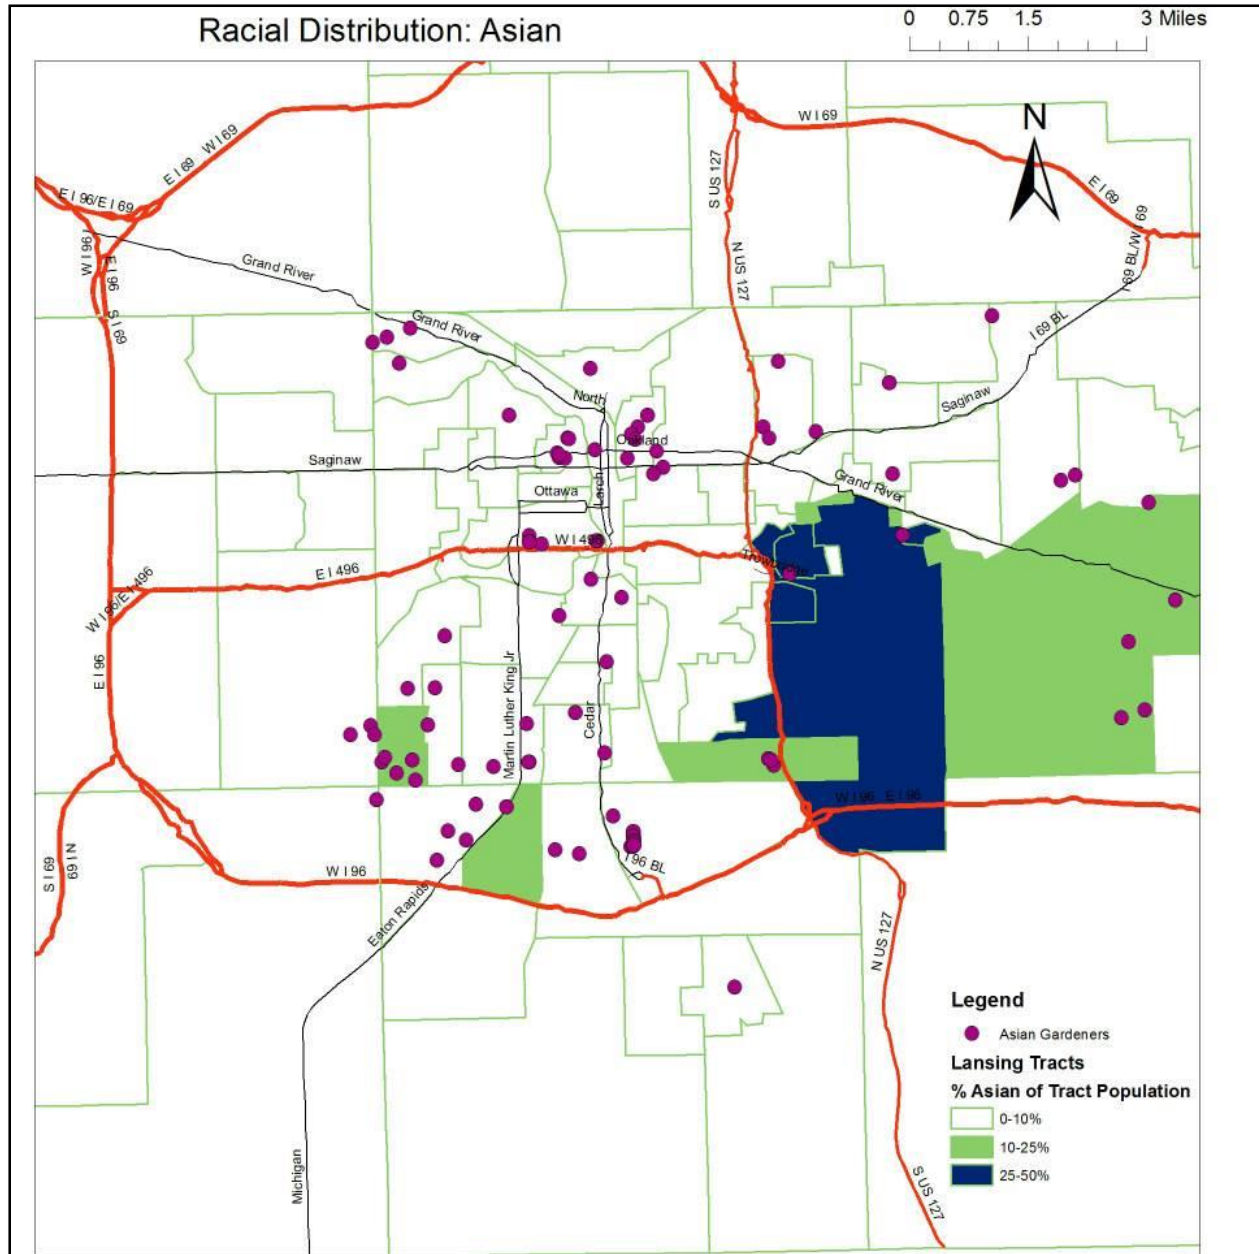 Racial Distribution: Asian
0 0.75 1.5 3 Miles
N
W I 69
E I 69 W I 69
S US 127
E I 69
E I 96/E I 69
W I 96
E I 96
S I 69
Grand River
N US 127
I 69 BL/W I 69
Grand River
I 69 BL
North
Saginaw
Oakland
Saginaw
Grand River
Ottawa
Larch
W I 496
Trowbridge
E I 496
W I 96/E I 496
E I 96
Martin Luther King Jr
Cedar
W I 96 E I 96
I 96 BL
S I 69
N I 69
W I 96
Eaton Rapids
N US 127
Michigan
S US 127
Legend
Asian Gardeners
Lansing Tracts
% Asian of Tract Population
0-10%
10-25%
25-50%